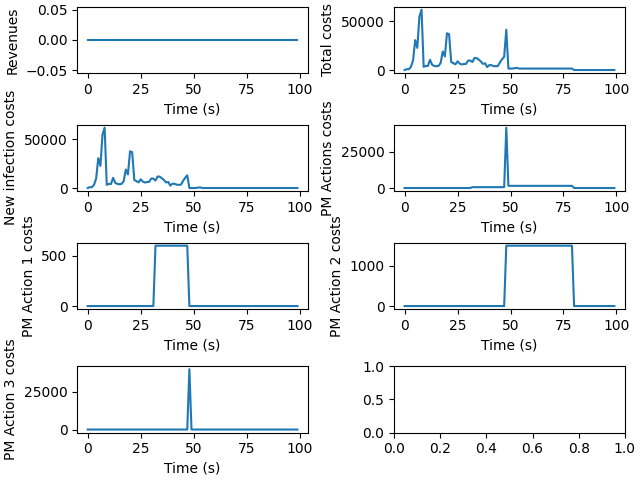 Revenues
0.05
0.00
−0.05
0 25 50 75 100
Time (s)
Total costs
50000
0
0 25 50 75 100
Time (s)
New infection costs
50000
0
0 25 50 75 100
Time (s)
PM Actions costs
25000
0
0 25 50 75 100
Time (s)
PM Action 1 costs
500
0
0 25 50 75 100
Time (s)
PM Action 2 costs
1000
0
0 25 50 75 100
Time (s)
PM Action 3 costs
25000
0
0 25 50 75 100
Time (s)
1.0
0.5
0.0
0.0 0.2 0.4 0.6 0.8 1.0